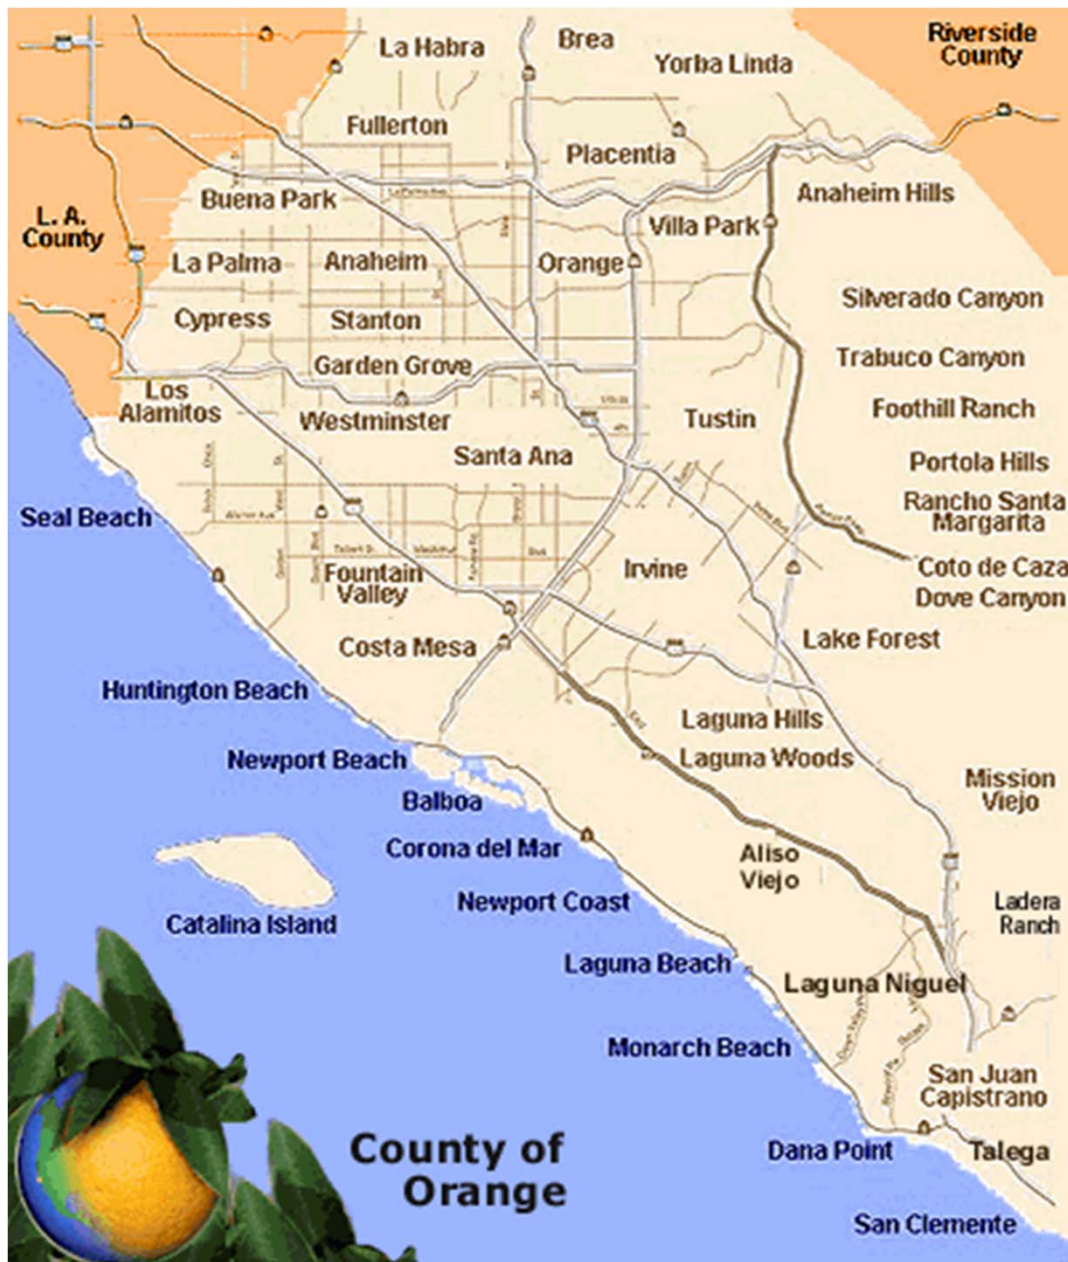 La Habra
Brea
Yorba Linda
Riverside
County
Fullerton
Placentia
Buena Park
Anaheim Hills
L. A.
County
Villa Park
La Palma
Anaheim
Orange
Silverado Canyon
Cypress
Stanton
Trabuco Canyon
Garden Grove
Los
Alamitos
Foothill Ranch
Westminster
Tustin
Santa Ana
Portola Hills
Rancho Santa
Margarita
Seal Beach
Coto de Caza
Dove Canyon
Fountain
Valley
Irvine
Costa Mesa
Lake Forest
Huntington Beach
Laguna Hills
Newport Beach
Laguna Woods
Mission
Viejo
Balboa
Corona del Mar
Aliso
Viejo
Newport Coast
Ladera
Ranch
Catalina Island
Laguna Beach
Laguna Niguel
Monarch Beach
San Juan
Capistrano
County of
Orange
Dana Point
Talega
San Clemente